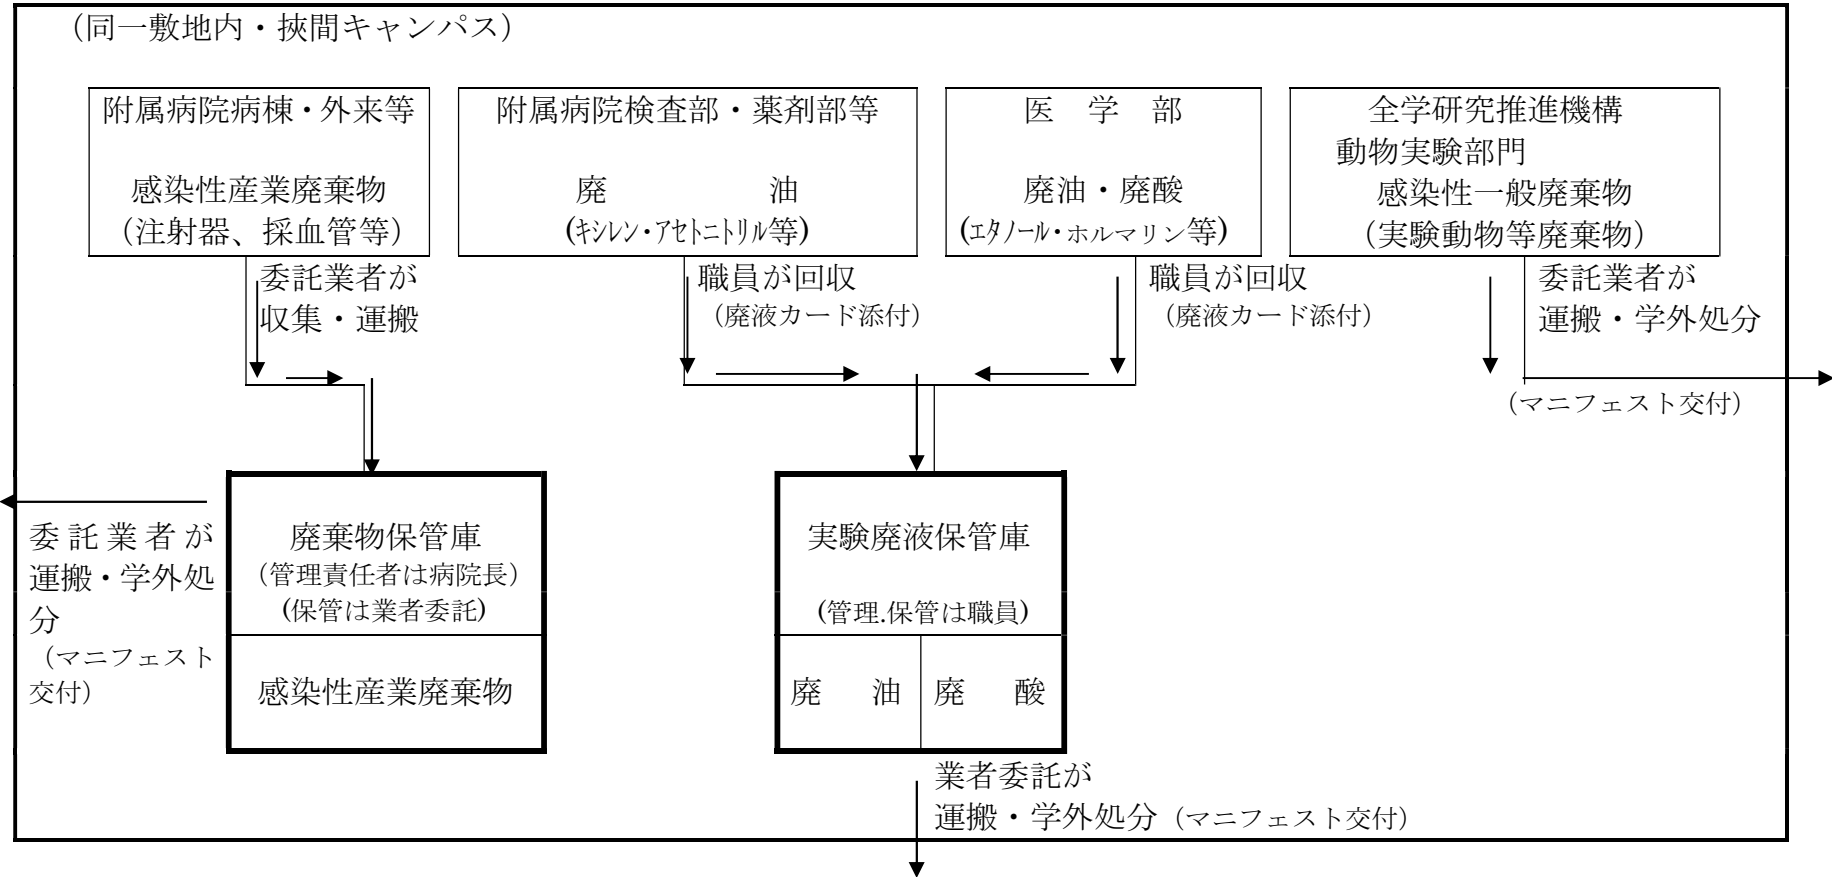 （同一敷地内・挾間キャンパス）
附属病院病棟・外来等
感染性産業廃棄物
（注射器、採血管等）
附属病院検査部・薬剤部等
廃　　　　　油
(ｷｼﾚﾝ・ｱｾﾄﾆﾄﾘﾙ等)
医　学　部
廃油・廃酸
(ｴﾀﾉｰﾙ・ホルマリン等)
全学研究推進機構
動物実験部門
感染性一般廃棄物
（実験動物等廃棄物）
委託業者が
収集・運搬
職員が回収
（廃液カード添付）
職員が回収
（廃液カード添付）
委託業者が
運搬・学外処分
（マニフェスト交付）
委託業者が
運搬・学外処
分
（マニフェスト
交付）
廃棄物保管庫
（管理責任者は病院長）
(保管は業者委託)
感染性産業廃棄物
実験廃液保管庫
(管理.保管は職員)
廃　油
廃　酸
業者委託が
運搬・学外処分（マニフェスト交付）